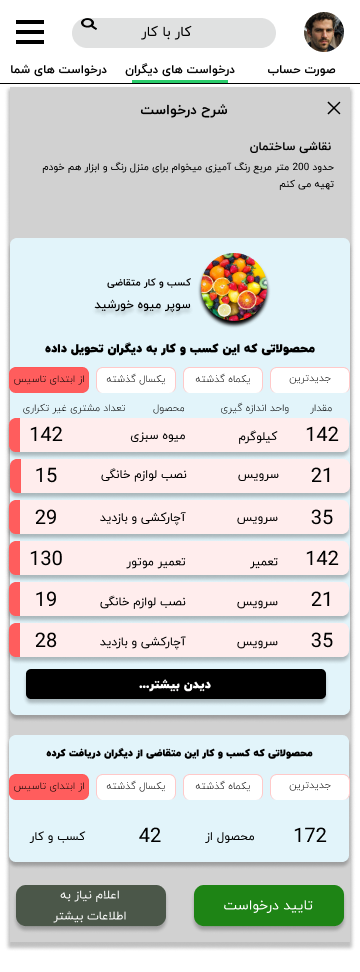 کار با کار
صورت حساب
درخواست های دیگران
درخواست های شما
شرح درخواست
نقاشی ساختمان
حدود 200 متر مربع رنگ آمیزی میخوام برای منزل رنگ و ابزار هم خودم
تهیه می کنم
کسب و کار متقاضی
سوپر میوه خورشید
محصولاتی که این کسب و کار به دیگران تحویل داده
جدیدترین یکماه گذشته یکسال گذشته از ابتدای تاسیس
مقدار واحد اندازه گیری محصول تعداد مشتری غیر تکراری
142 کیلوگرم میوه سبزی 142
21 سرویس نصب لوازم خانگی 15
35 سرویس آچارکشی و بازدید 29
142 تعمیر تعمیر موتور 130
21 سرویس نصب لوازم خانگی 19
35 سرویس آچارکشی و بازدید 28
دیدن بیشتر...
محصولاتی که کسب و کار این متقاضی از دیگران دریافت کرده
جدیدترین یکماه گذشته یکسال گذشته از ابتدای تاسیس
172 محصول از 42 کسب و کار
تایید درخواست
اعلام نیاز به
اطلاعات بیشتر